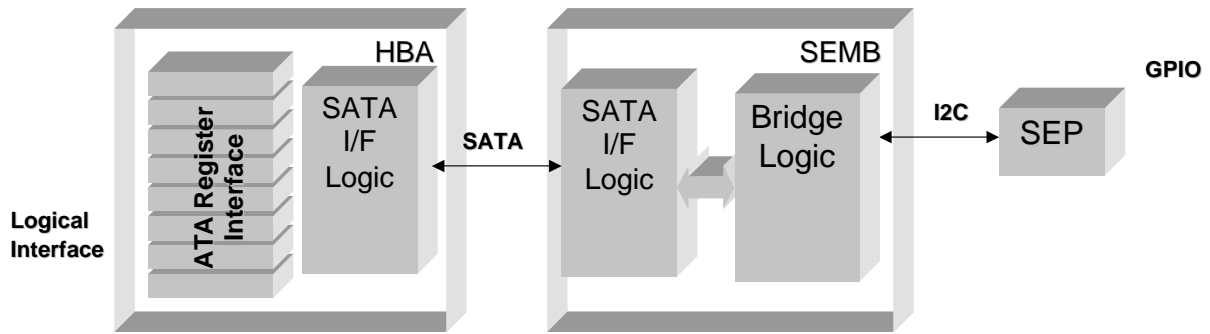 HBA
SEMB
GPIO
ATA Register
Interface
SATA
I/F
Logic
SATA
SATA
I/F
Logic
Bridge
Logic
I2C
SEP
Logical
Interface